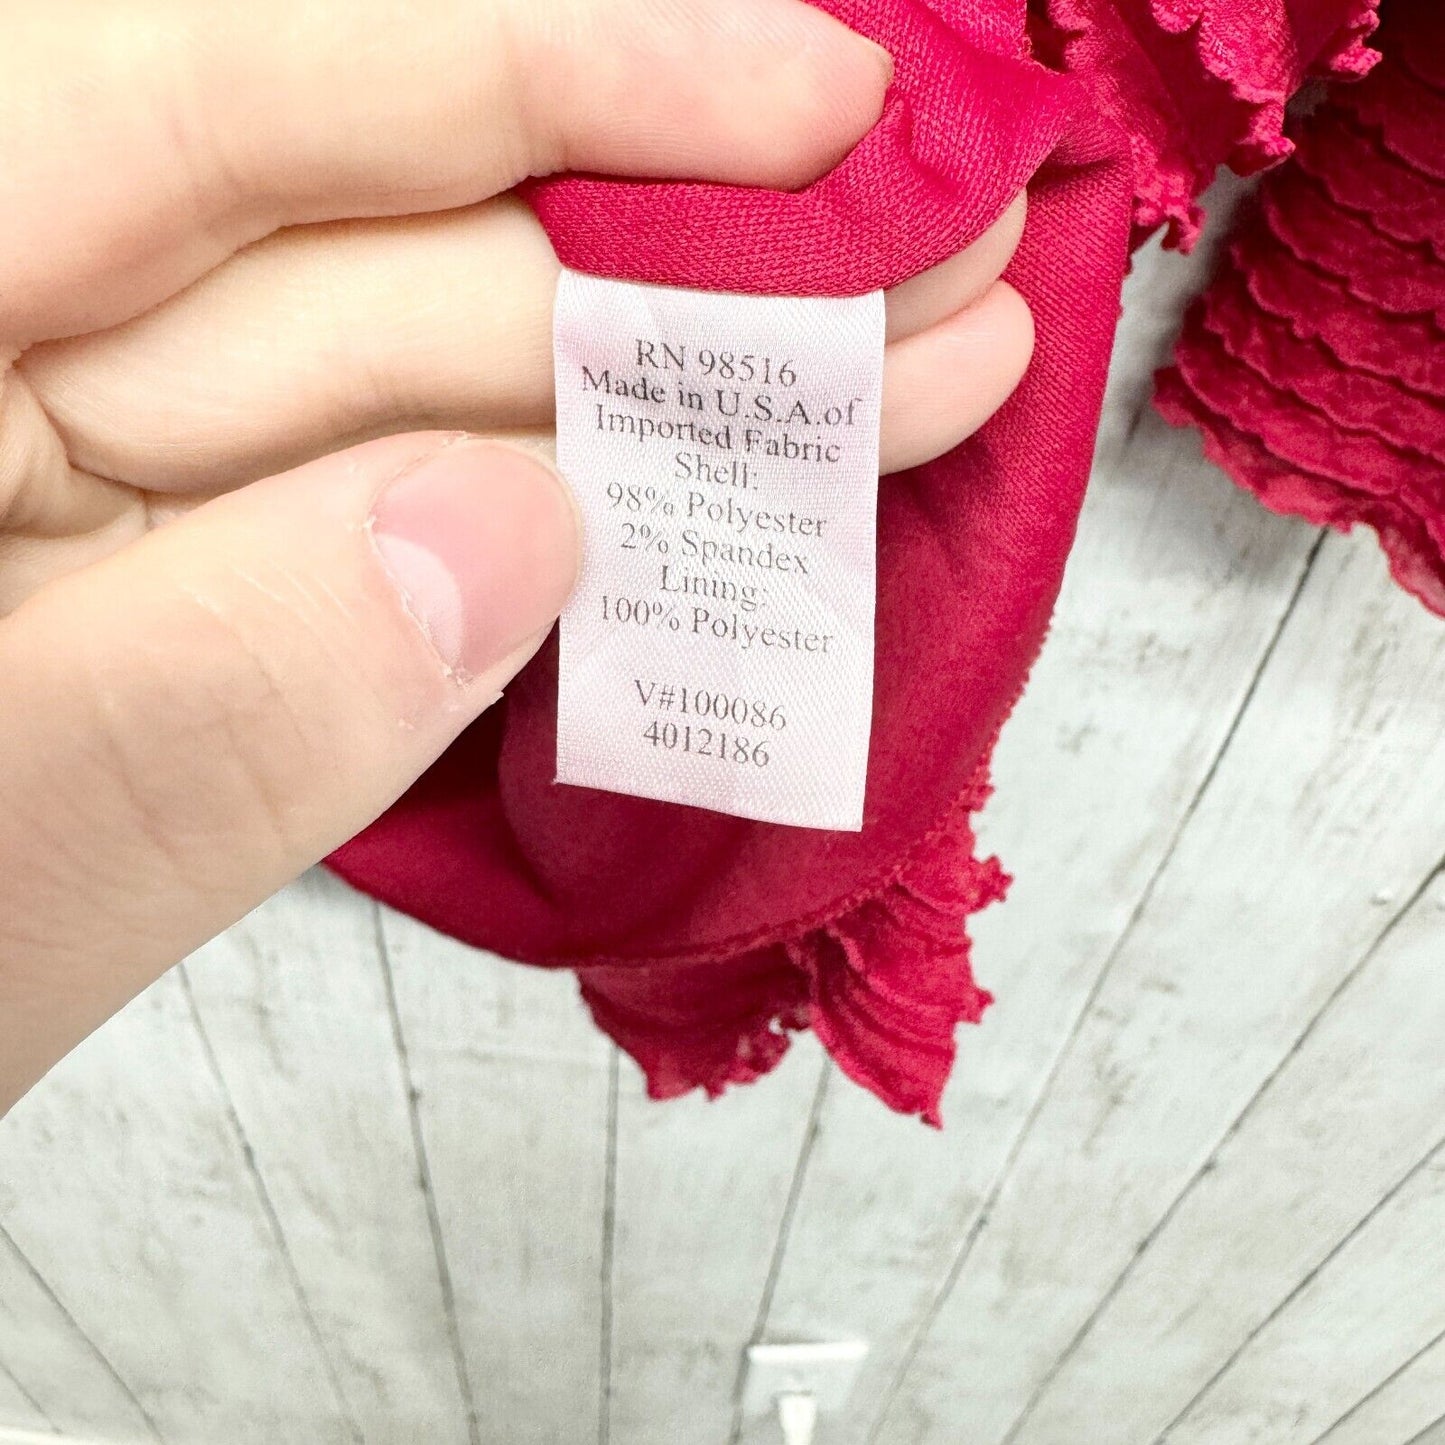 RN 98516
Made in U.S.A.of
Imported Fabric
Shell:
98% Polyester
2% Spandex
Lining:
100% Polyester
V#100086
4012186